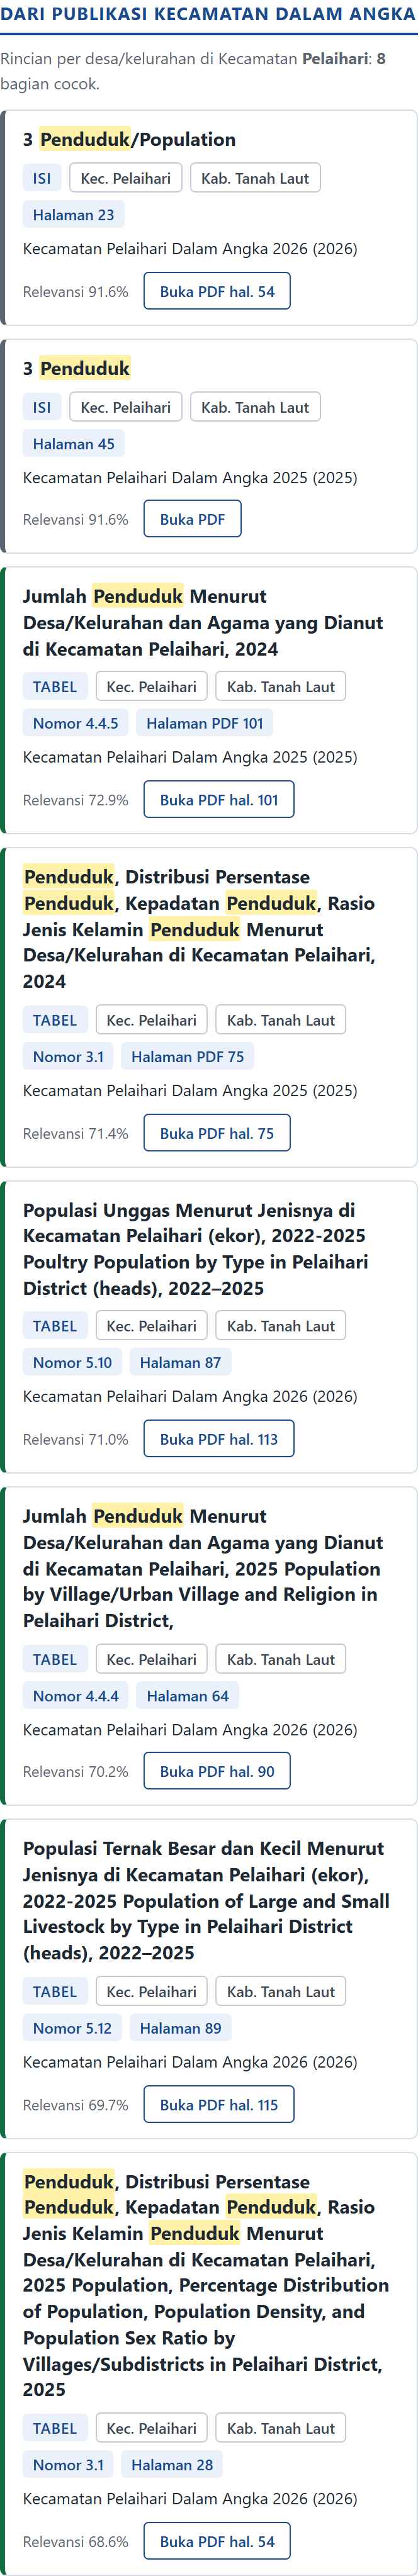 DARI PUBLIKASI KECAMATAN DALAM ANGKA
Rincian per desa/kelurahan di Kecamatan Pelaihari: 8
bagian cocok.
3 Penduduk/Population
ISI Kec. Pelaihari Kab. Tanah Laut
Halaman 23
Kecamatan Pelaihari Dalam Angka 2026 (2026)
Relevansi 91.6% Buka PDF hal. 54
3 Penduduk
ISI Kec. Pelaihari Kab. Tanah Laut
Halaman 45
Kecamatan Pelaihari Dalam Angka 2025 (2025)
Relevansi 91.6% Buka PDF
Jumlah Penduduk Menurut
Desa/Kelurahan dan Agama yang Dianut
di Kecamatan Pelaihari, 2024
TABEL Kec. Pelaihari Kab. Tanah Laut
Nomor 4.4.5 Halaman PDF 101
Kecamatan Pelaihari Dalam Angka 2025 (2025)
Relevansi 72.9% Buka PDF hal. 101
Penduduk, Distribusi Persentase
Penduduk, Kepadatan Penduduk, Rasio
Jenis Kelamin Penduduk Menurut
Desa/Kelurahan di Kecamatan Pelaihari,
2024
TABEL Kec. Pelaihari Kab. Tanah Laut
Nomor 3.1 Halaman PDF 75
Kecamatan Pelaihari Dalam Angka 2025 (2025)
Relevansi 71.4% Buka PDF hal. 75
Populasi Unggas Menurut Jenisnya di
Kecamatan Pelaihari (ekor), 2022-2025
Poultry Population by Type in Pelaihari
District (heads), 2022–2025
TABEL Kec. Pelaihari Kab. Tanah Laut
Nomor 5.10 Halaman 87
Kecamatan Pelaihari Dalam Angka 2026 (2026)
Relevansi 71.0% Buka PDF hal. 113
Jumlah Penduduk Menurut
Desa/Kelurahan dan Agama yang Dianut
di Kecamatan Pelaihari, 2025 Population
by Village/Urban Village and Religion in
Pelaihari District,
TABEL Kec. Pelaihari Kab. Tanah Laut
Nomor 4.4.4 Halaman 64
Kecamatan Pelaihari Dalam Angka 2026 (2026)
Relevansi 70.2% Buka PDF hal. 90
Populasi Ternak Besar dan Kecil Menurut
Jenisnya di Kecamatan Pelaihari (ekor),
2022-2025 Population of Large and Small
Livestock by Type in Pelaihari District
(heads), 2022–2025
TABEL Kec. Pelaihari Kab. Tanah Laut
Nomor 5.12 Halaman 89
Kecamatan Pelaihari Dalam Angka 2026 (2026)
Relevansi 69.7% Buka PDF hal. 115
Penduduk, Distribusi Persentase
Penduduk, Kepadatan Penduduk, Rasio
Jenis Kelamin Penduduk Menurut
Desa/Kelurahan di Kecamatan Pelaihari,
2025 Population, Percentage Distribution
of Population, Population Density, and
Population Sex Ratio by
Villages/Subdistricts in Pelaihari District,
2025
TABEL Kec. Pelaihari Kab. Tanah Laut
Nomor 3.1 Halaman 28
Kecamatan Pelaihari Dalam Angka 2026 (2026)
Relevansi 68.6% Buka PDF hal. 54